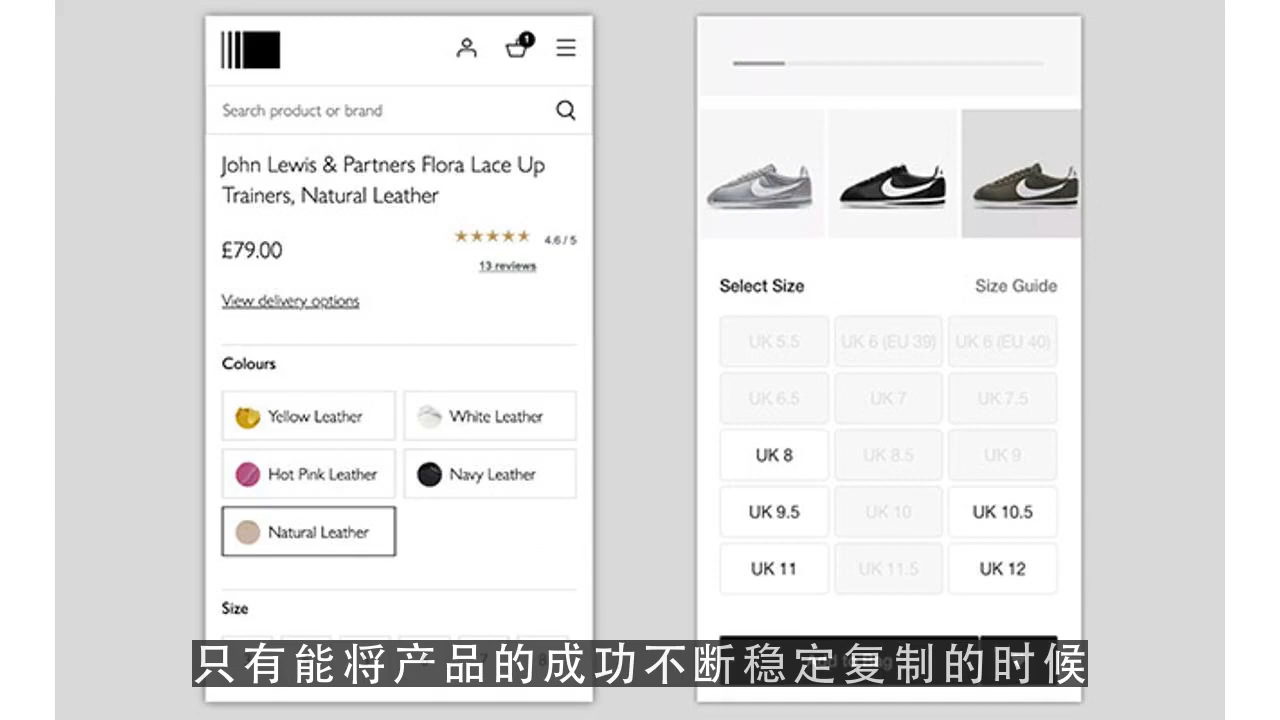 1
Search product or brand
John Lewis & Partners Flora Lace Up
Trainers, Natural Leather
£79.00
4.6 / 5
13 reviews
View delivery options
Colours
Yellow Leather
White Leather
Hot Pink Leather
Navy Leather
Natural Leather
Size
Select Size
Size Guide
UK 5.5
UK 6 (EU 39)
UK 6 (EU 40)
UK 6.5
UK 7
UK 7.5
UK 8
UK 8.5
UK 9
UK 9.5
UK 10
UK 10.5
UK 11
UK 11.5
UK 12
只有能将产品的成功不断稳定复制的时候